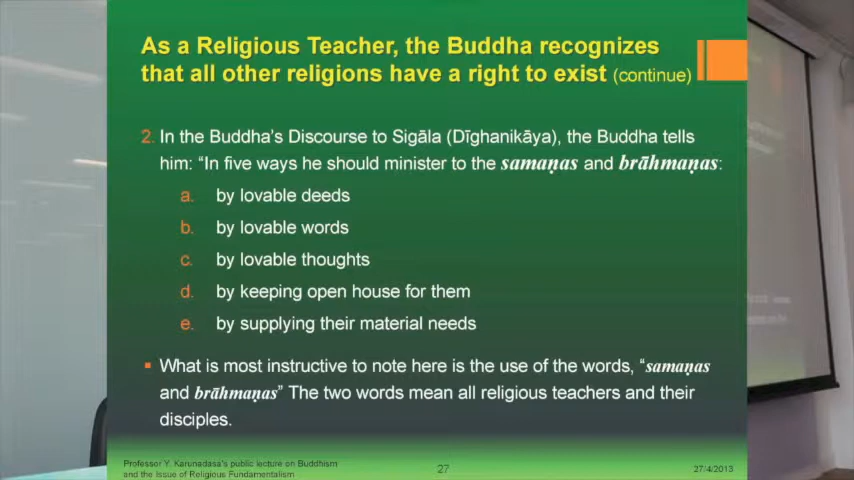 As a Religious Teacher, the Buddha recognizes
that all other religions have a right to exist (continue)
2. In the Buddha's Discourse to Sigāla (Dīghanikāya), the Buddha tells
him: "In five ways he should minister to the samaṇas and brāhmaṇas:
a. by lovable deeds
b. by lovable words
c. by lovable thoughts
d. by keeping open house for them
e. by supplying their material needs
▪ What is most instructive to note here is the use of the words, "samaṇas
and brāhmaṇas" The two words mean all religious teachers and their
disciples.
Professor Y. Karunadasa's public lecture on Buddhism
and the Issue of Religious Fundamentalism
27
27/4/2013